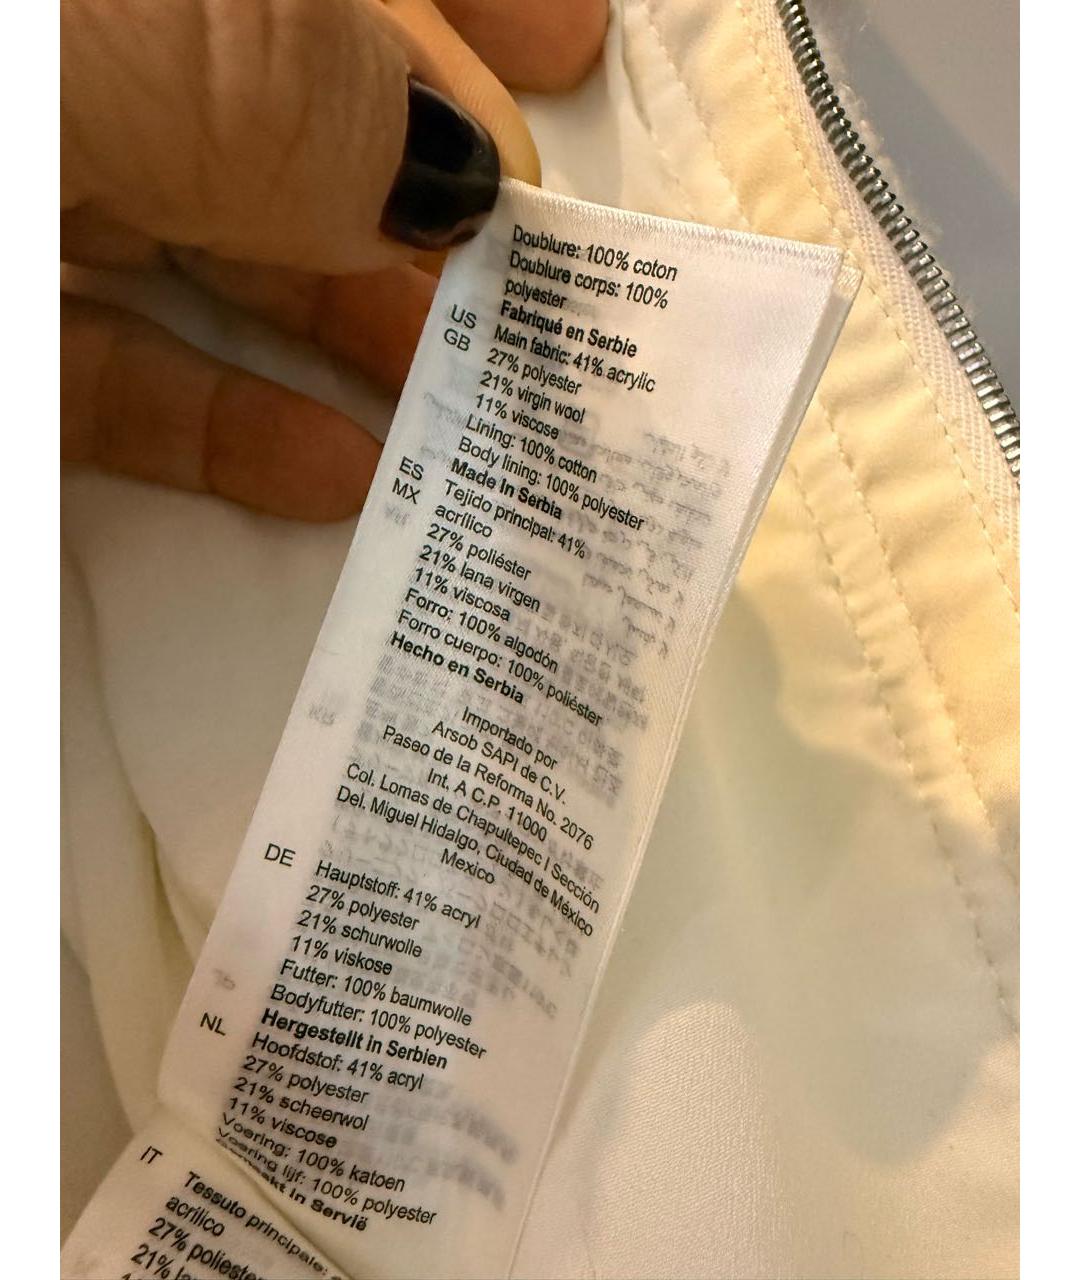 Doublure: 100% coton
Doublure corps: 100%
polyester
Fabriqué en Serbie
US
GB
Main fabric: 41% acrylic
27% polyester
21% virgin wool
11% viscose
Lining: 100% cotton
Body lining: 100% polyester
Made in Serbia
ES
MX
Tejido principal: 41%
acrílico
27% poliéster
21% lana virgen
11% viscosa
Forro: 100% algodón
Forro cuerpo: 100% poliéster
Hecho en Serbia
Importado por
Arsob SAPI de C.V.
Paseo de la Reforma No. 2076
Int. A C.P. 11000
Col. Lomas de Chapultepec I Sección
Del. Miguel Hidalgo, Ciudad de México
Mexico
DE
Hauptstoff: 41% acryl
27% polyester
21% schurwolle
11% viskose
Futter: 100% baumwolle
Bodyfutter: 100% polyester
Hergestellt in Serbien
NL
Hoofdstof: 41% acryl
27% polyester
21% scheerwol
11% viscose
Voering: 100% katoen
Voering lijf: 100% polyester
in Servië
IT
Tessuto principale:
acrilico
27%
21%